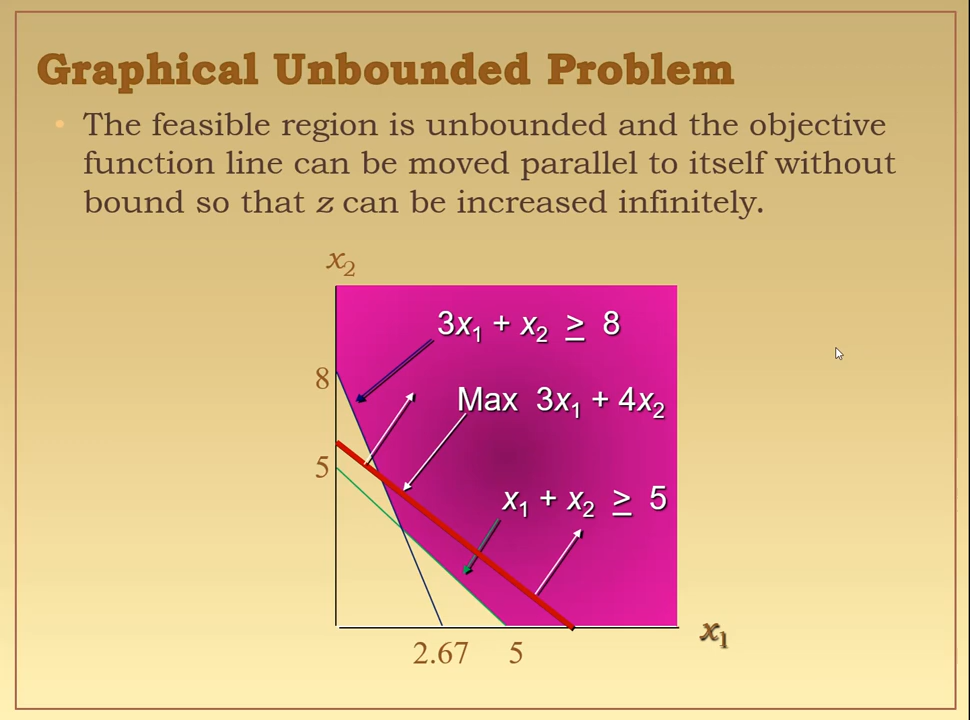 Graphical Unbounded Problem
• The feasible region is unbounded and the objective
function line can be moved parallel to itself without
bound so that z can be increased infinitely.
x₂
3x₁ + x₂ ≥ 8
8
Max 3x₁ + 4x₂
5
x₁ + x₂ ≥ 5
x₁
2.67 5